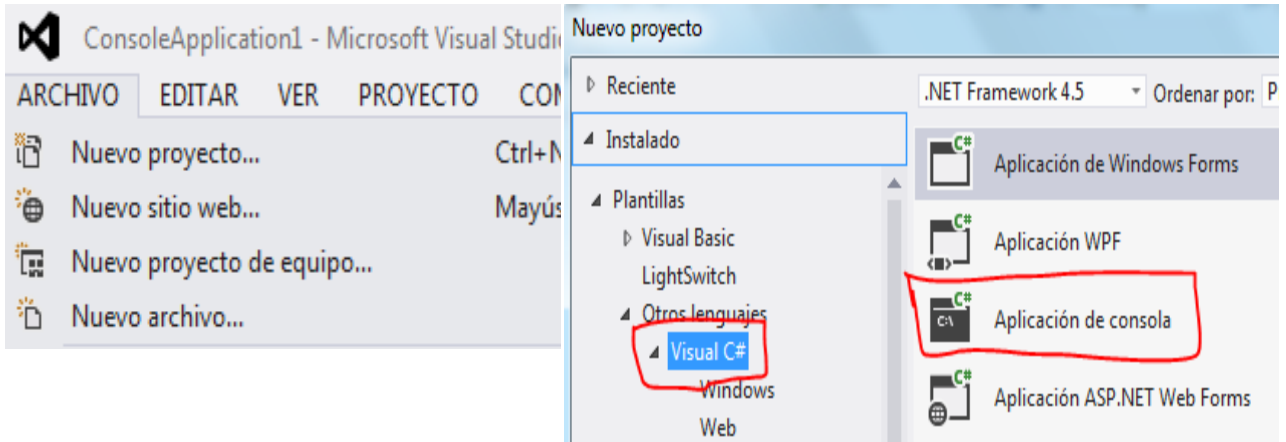 ConsoleApplication1 - Microsoft Visual Studi
ARCHIVO EDITAR VER PROYECTO
Nuevo proyecto... Ctrl+N
Nuevo sitio web... Mayús
Nuevo proyecto de equipo...
Nuevo archivo...
Nuevo proyecto
Reciente
Instalado
Plantillas
Visual Basic
LightSwitch
Otros lenguajes
Visual C#
Windows
Web
.NET Framework 4.5 Ordenar por: P
C# Aplicación de Windows Forms
C# Aplicación WPF
C# C:\ Aplicación de consola
C# Aplicación ASP.NET Web Forms